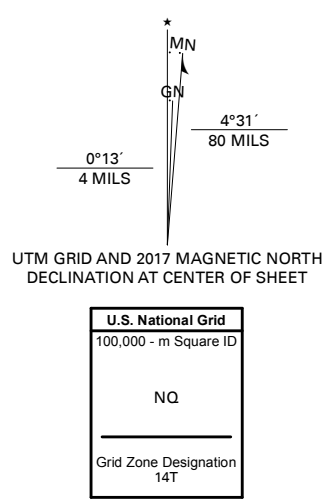 ★
MN
GN
4°31´
80 MILS
0°13´
4 MILS
UTM GRID AND 2017 MAGNETIC NORTH
DECLINATION AT CENTER OF SHEET
U.S. National Grid
100,000 - m Square ID
NQ
Grid Zone Designation
14T